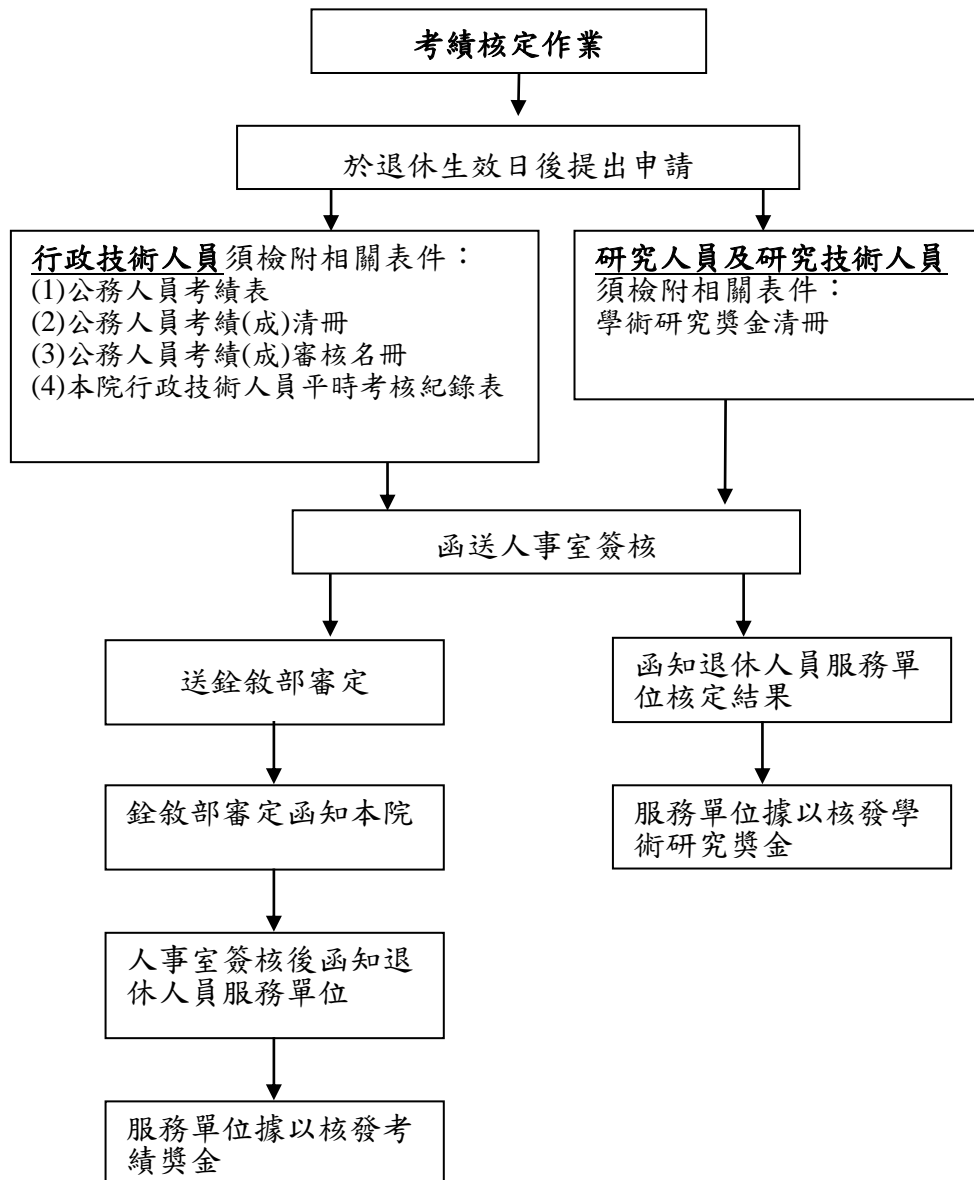 考績核定作業
於退休生效日後提出申請
行政技術人員須檢附相關表件：
(1)公務人員考績表
(2)公務人員考績(成)清冊
(3)公務人員考績(成)審核名冊
(4)本院行政技術人員平時考核紀錄表
研究人員及研究技術人員
須檢附相關表件：
學術研究獎金清冊
函送人事室簽核
送銓敘部審定
銓敘部審定函知本院
人事室簽核後函知退
休人員服務單位
服務單位據以核發考
績獎金
函知退休人員服務單
位核定結果
服務單位據以核發學
術研究獎金